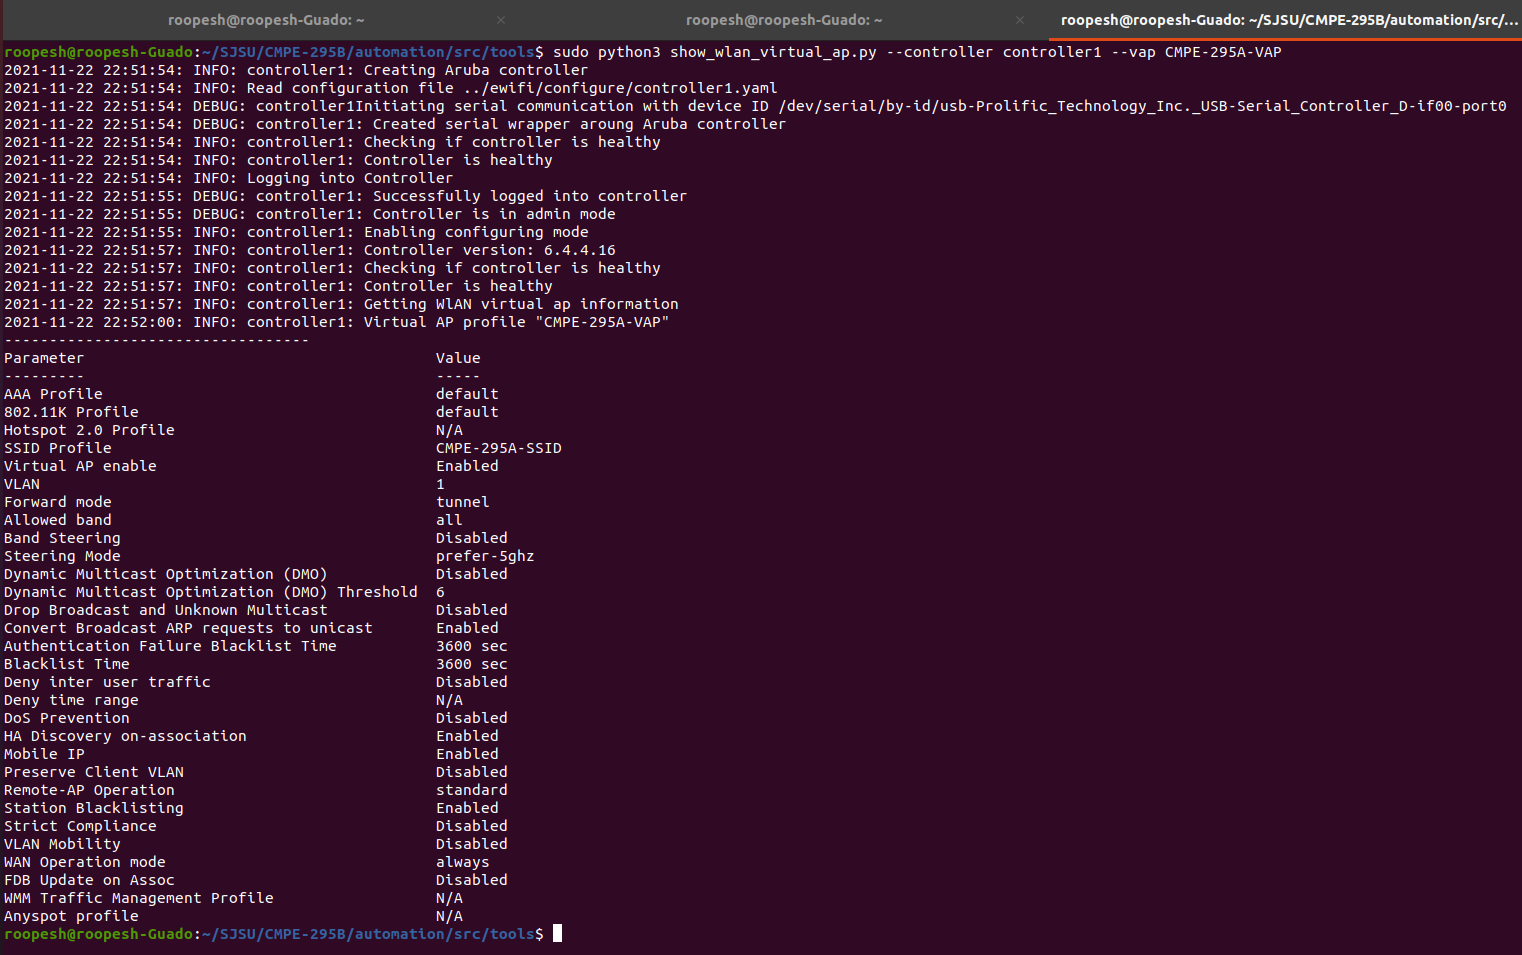 roopesh@roopesh-Guado: ~ × roopesh@roopesh-Guado: ~ × roopesh@roopesh-Guado: ~/SJSU/CMPE-295B/automation/src/...
roopesh@roopesh-Guado:~/SJSU/CMPE-295B/automation/src/tools$ sudo python3 show_wlan_virtual_ap.py --controller controller1 --vap CMPE-295A-VAP
2021-11-22 22:51:54: INFO: controller1: Creating Aruba controller
2021-11-22 22:51:54: INFO: Read configuration file ../ewifi/configure/controller1.yaml
2021-11-22 22:51:54: DEBUG: controller1Initiating serial communication with device ID /dev/serial/by-id/usb-Prolific_Technology_Inc._USB-Serial_Controller_D-if00-port0
2021-11-22 22:51:54: DEBUG: controller1: Created serial wrapper aroung Aruba controller
2021-11-22 22:51:54: INFO: controller1: Checking if controller is healthy
2021-11-22 22:51:54: INFO: controller1: Controller is healthy
2021-11-22 22:51:54: INFO: Logging into Controller
2021-11-22 22:51:55: DEBUG: controller1: Successfully logged into controller
2021-11-22 22:51:55: DEBUG: controller1: Controller is in admin mode
2021-11-22 22:51:55: INFO: controller1: Enabling configuring mode
2021-11-22 22:51:57: INFO: controller1: Controller version: 6.4.4.16
2021-11-22 22:51:57: INFO: controller1: Checking if controller is healthy
2021-11-22 22:51:57: INFO: controller1: Controller is healthy
2021-11-22 22:51:57: INFO: controller1: Getting WlAN virtual ap information
2021-11-22 22:52:00: INFO: controller1: Virtual AP profile "CMPE-295A-VAP"
----------------------------------
Parameter Value
--------- -----
AAA Profile default
802.11K Profile default
Hotspot 2.0 Profile N/A
SSID Profile CMPE-295A-SSID
Virtual AP enable Enabled
VLAN 1
Forward mode tunnel
Allowed band all
Band Steering Disabled
Steering Mode prefer-5ghz
Dynamic Multicast Optimization (DMO) Disabled
Dynamic Multicast Optimization (DMO) Threshold 6
Drop Broadcast and Unknown Multicast Disabled
Convert Broadcast ARP requests to unicast Enabled
Authentication Failure Blacklist Time 3600 sec
Blacklist Time 3600 sec
Deny inter user traffic Disabled
Deny time range N/A
DoS Prevention Disabled
HA Discovery on-association Enabled
Mobile IP Enabled
Preserve Client VLAN Disabled
Remote-AP Operation standard
Station Blacklisting Enabled
Strict Compliance Disabled
VLAN Mobility Disabled
WAN Operation mode always
FDB Update on Assoc Disabled
WMM Traffic Management Profile N/A
Anyspot profile N/A
roopesh@roopesh-Guado:~/SJSU/CMPE-295B/automation/src/tools$